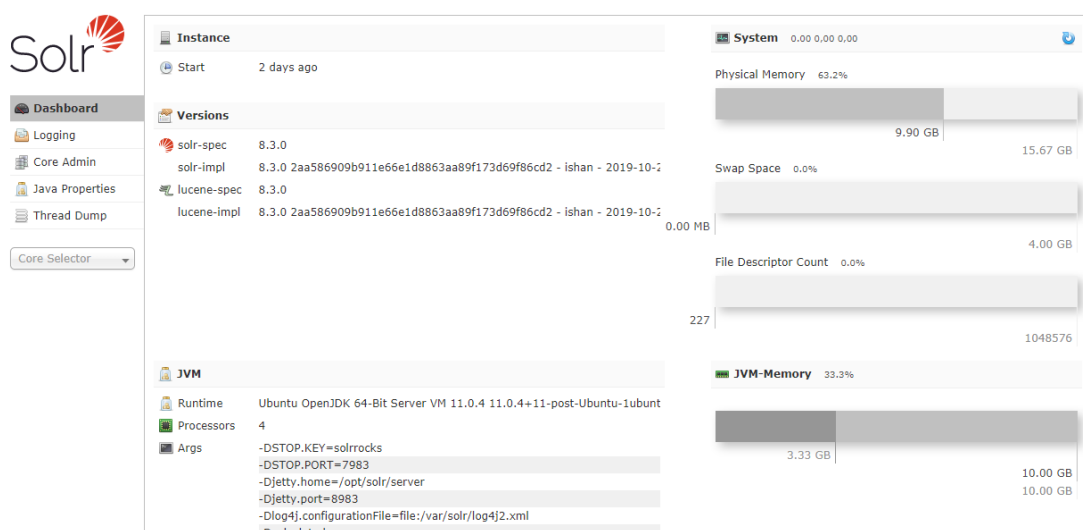 Solr
Dashboard
Logging
Core Admin
Java Properties
Thread Dump
Core Selector
Instance
Start 2 days ago
Versions
solr-spec 8.3.0
solr-impl 8.3.0 2aa586909b911e66e1d8863aa89f173d69f86cd2 - ishan - 2019-10-2
lucene-spec 8.3.0
lucene-impl 8.3.0 2aa586909b911e66e1d8863aa89f173d69f86cd2 - ishan - 2019-10-2
JVM
Runtime Ubuntu OpenJDK 64-Bit Server VM 11.0.4 11.0.4+11-post-Ubuntu-1ubunt
Processors 4
Args -DSTOP.KEY=solrrocks
-DSTOP.PORT=7983
-Djetty.home=/opt/solr/server
-Djetty.port=8983
-Dlog4j.configurationFile=file:/var/solr/log4j2.xml
System 0.00 0.00 0.00
Physical Memory 63.2%
9.90 GB
15.67 GB
Swap Space 0.0%
0.00 MB
4.00 GB
File Descriptor Count 0.0%
227
1048576
JVM-Memory 33.3%
3.33 GB
10.00 GB
10.00 GB